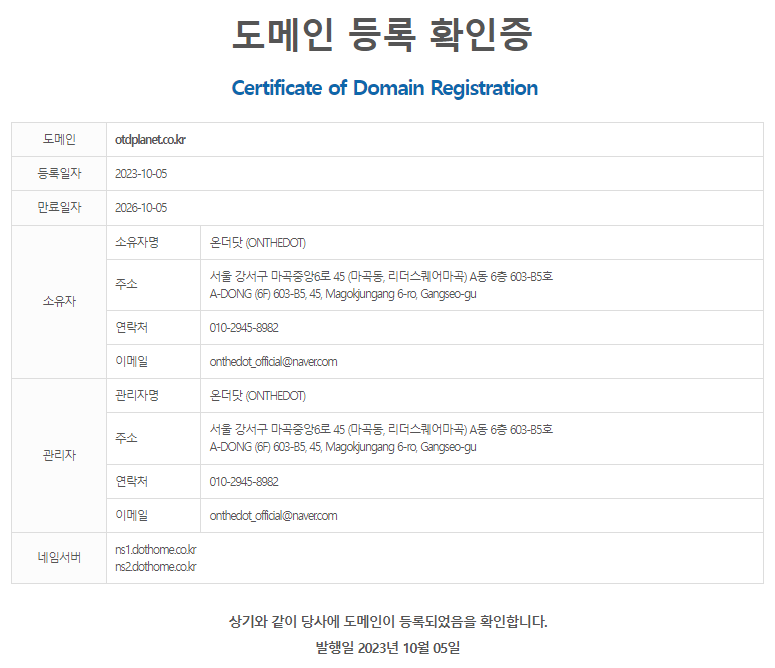 도메인 등록 확인증
Certificate of Domain Registration
도메인 otdplanet.co.kr
등록일자 2023-10-05
만료일자 2026-10-05
소유자
소유자명 온더닷 (ONTHEDOT)
주소 서울 강서구 마곡중앙6로 45 (마곡동, 리더스퀘어마곡) A동 6층 603-B5호
A-DONG (6F) 603-B5, 45, Magokjungang 6-ro, Gangseo-gu
연락처 010-2945-8982
이메일 onthedot_official@naver.com
관리자
관리자명 온더닷 (ONTHEDOT)
주소 서울 강서구 마곡중앙6로 45 (마곡동, 리더스퀘어마곡) A동 6층 603-B5호
A-DONG (6F) 603-B5, 45, Magokjungang 6-ro, Gangseo-gu
연락처 010-2945-8982
이메일 onthedot_official@naver.com
네임서버 ns1.dothome.co.kr
ns2.dothome.co.kr
상기와 같이 당사에 도메인이 등록되었음을 확인합니다.
발행일 2023년 10월 05일